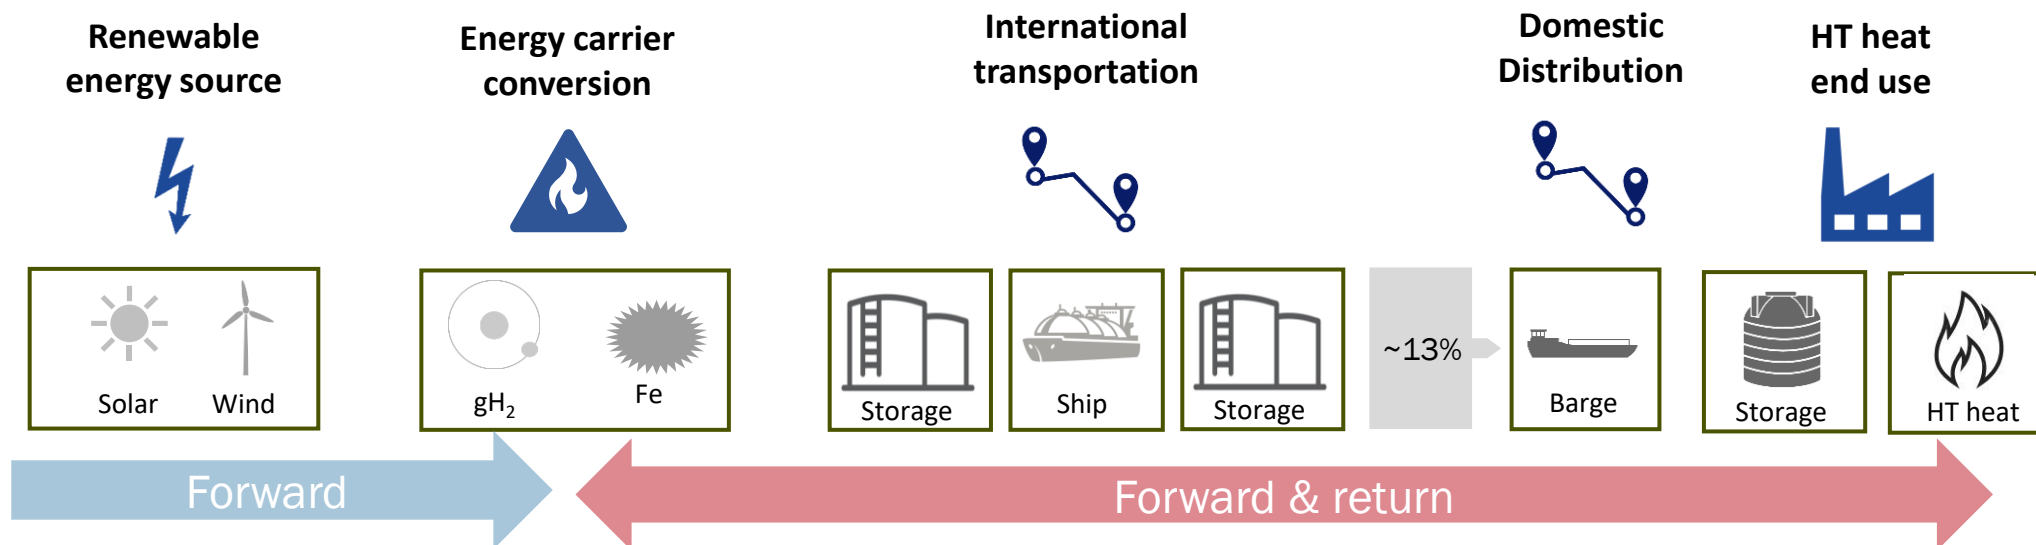 Renewable
energy source
Energy carrier
conversion
International
transportation
Domestic
Distribution
HT heat
end use
Solar
Wind
gH₂
Fe
Storage
Ship
Storage
~13%
Barge
Storage
HT heat
Forward
Forward & return